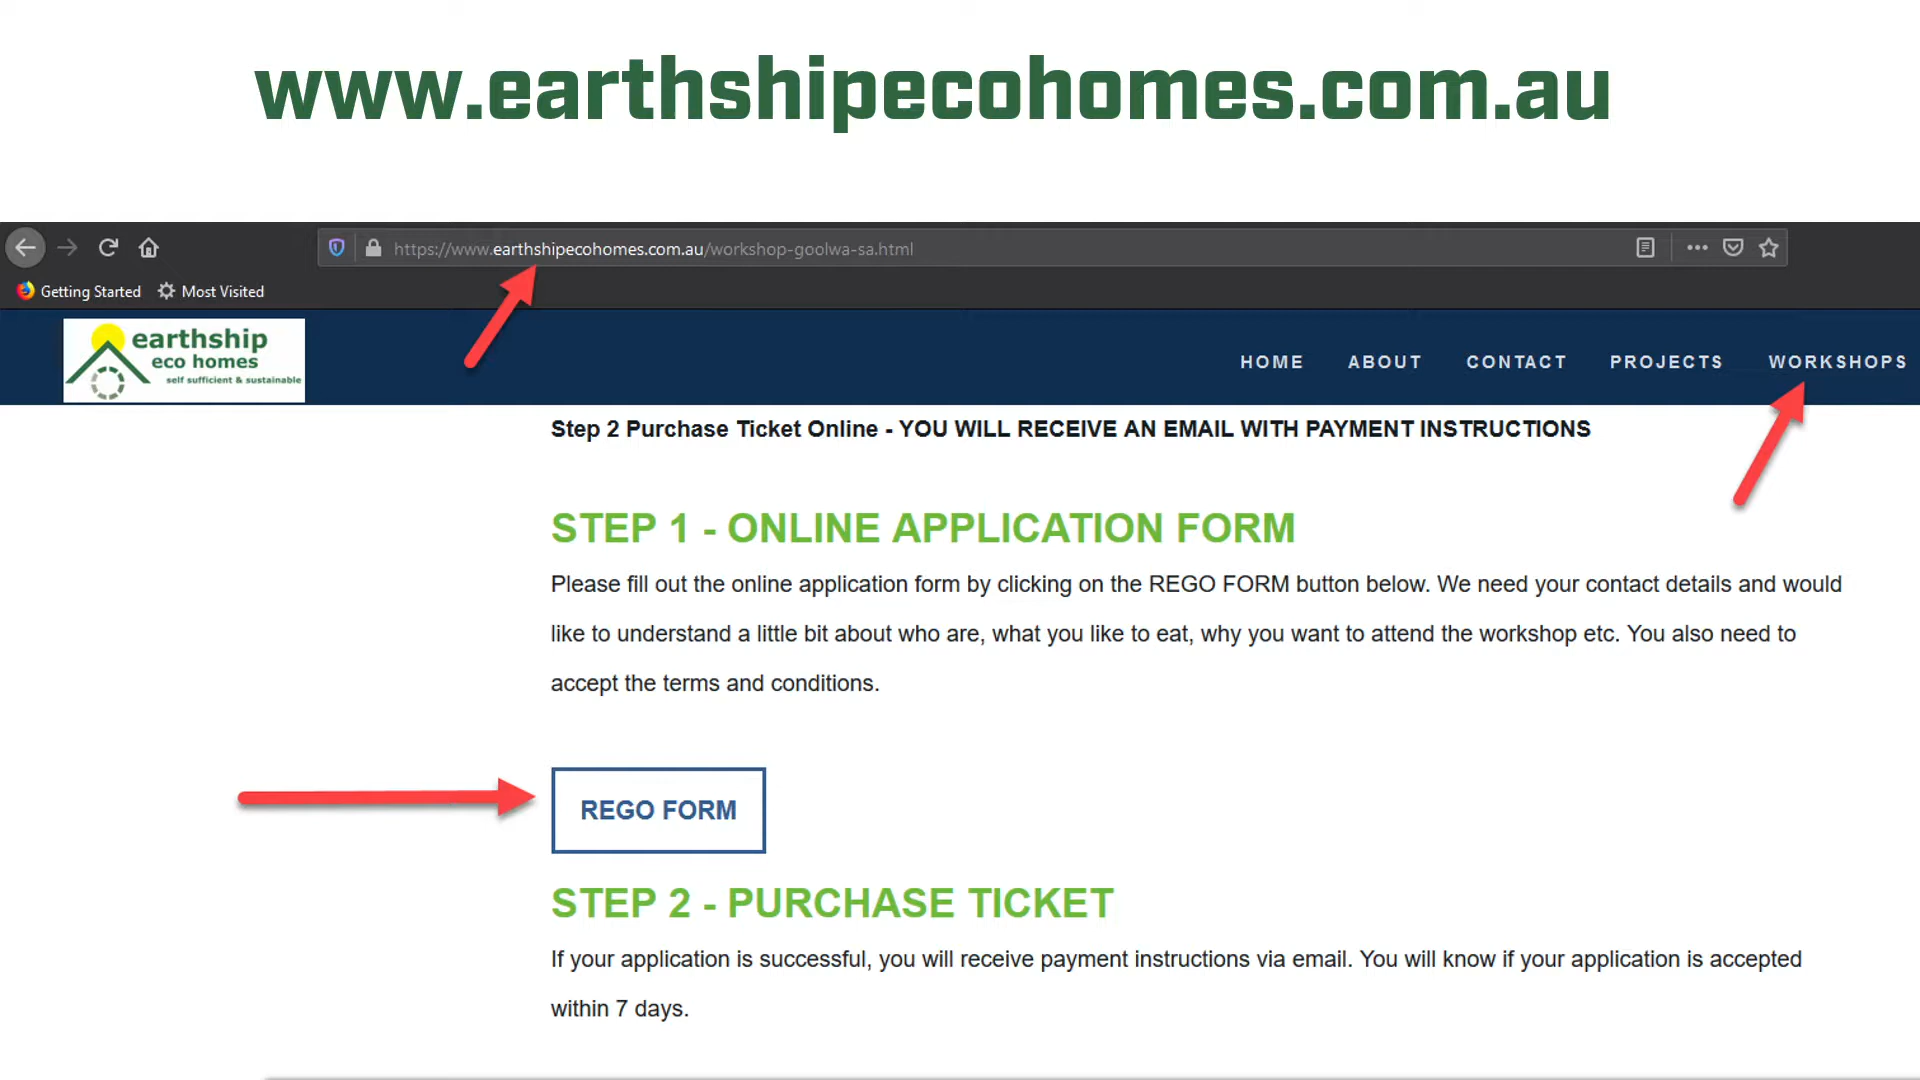 www.earthshipecohomes.com.au
https://www.earthshipecohomes.com.au/workshop-goolwa-sa.html
Getting Started Most Visited
earthship
eco homes
self sufficient & sustainable
HOME ABOUT CONTACT PROJECTS WORKSHOPS
Step 2 Purchase Ticket Online - YOU WILL RECEIVE AN EMAIL WITH PAYMENT INSTRUCTIONS
STEP 1 - ONLINE APPLICATION FORM
Please fill out the online application form by clicking on the REGO FORM button below. We need your contact details and would
like to understand a little bit about who are, what you like to eat, why you want to attend the workshop etc. You also need to
accept the terms and conditions.
REGO FORM
STEP 2 - PURCHASE TICKET
If your application is successful, you will receive payment instructions via email. You will know if your application is accepted
within 7 days.